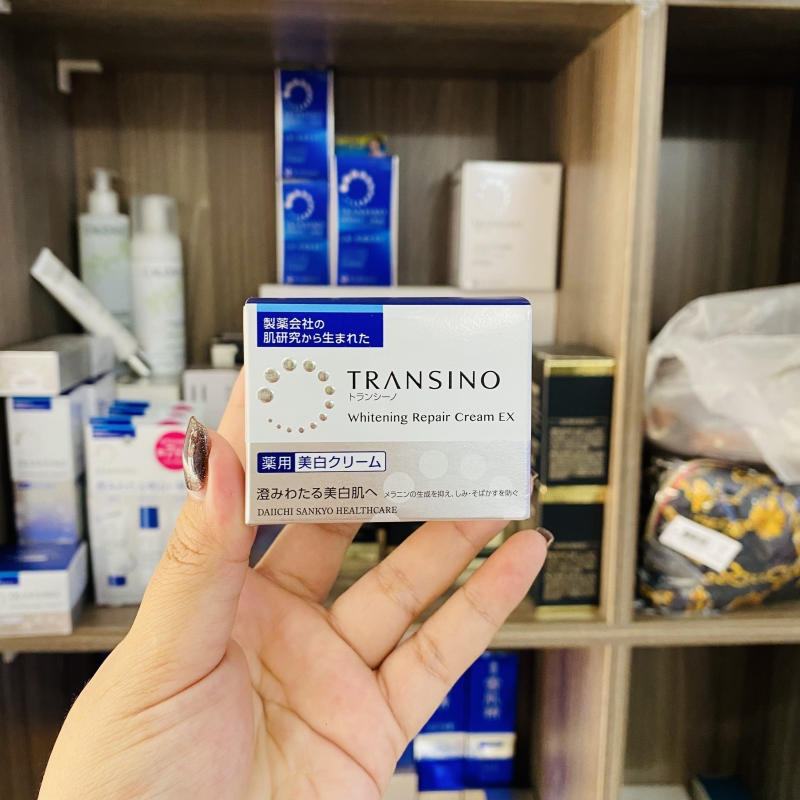 製薬会社の
肌研究から生まれた
TRANSINO
トランシーノ
Whitening Repair Cream EX
薬用 美白クリーム
澄みわたる美白肌へ メラニンの生成を抑え、しみ・そばかすを防ぐ
DAIICHI SANKYO HEALTHCARE
TRANSINO